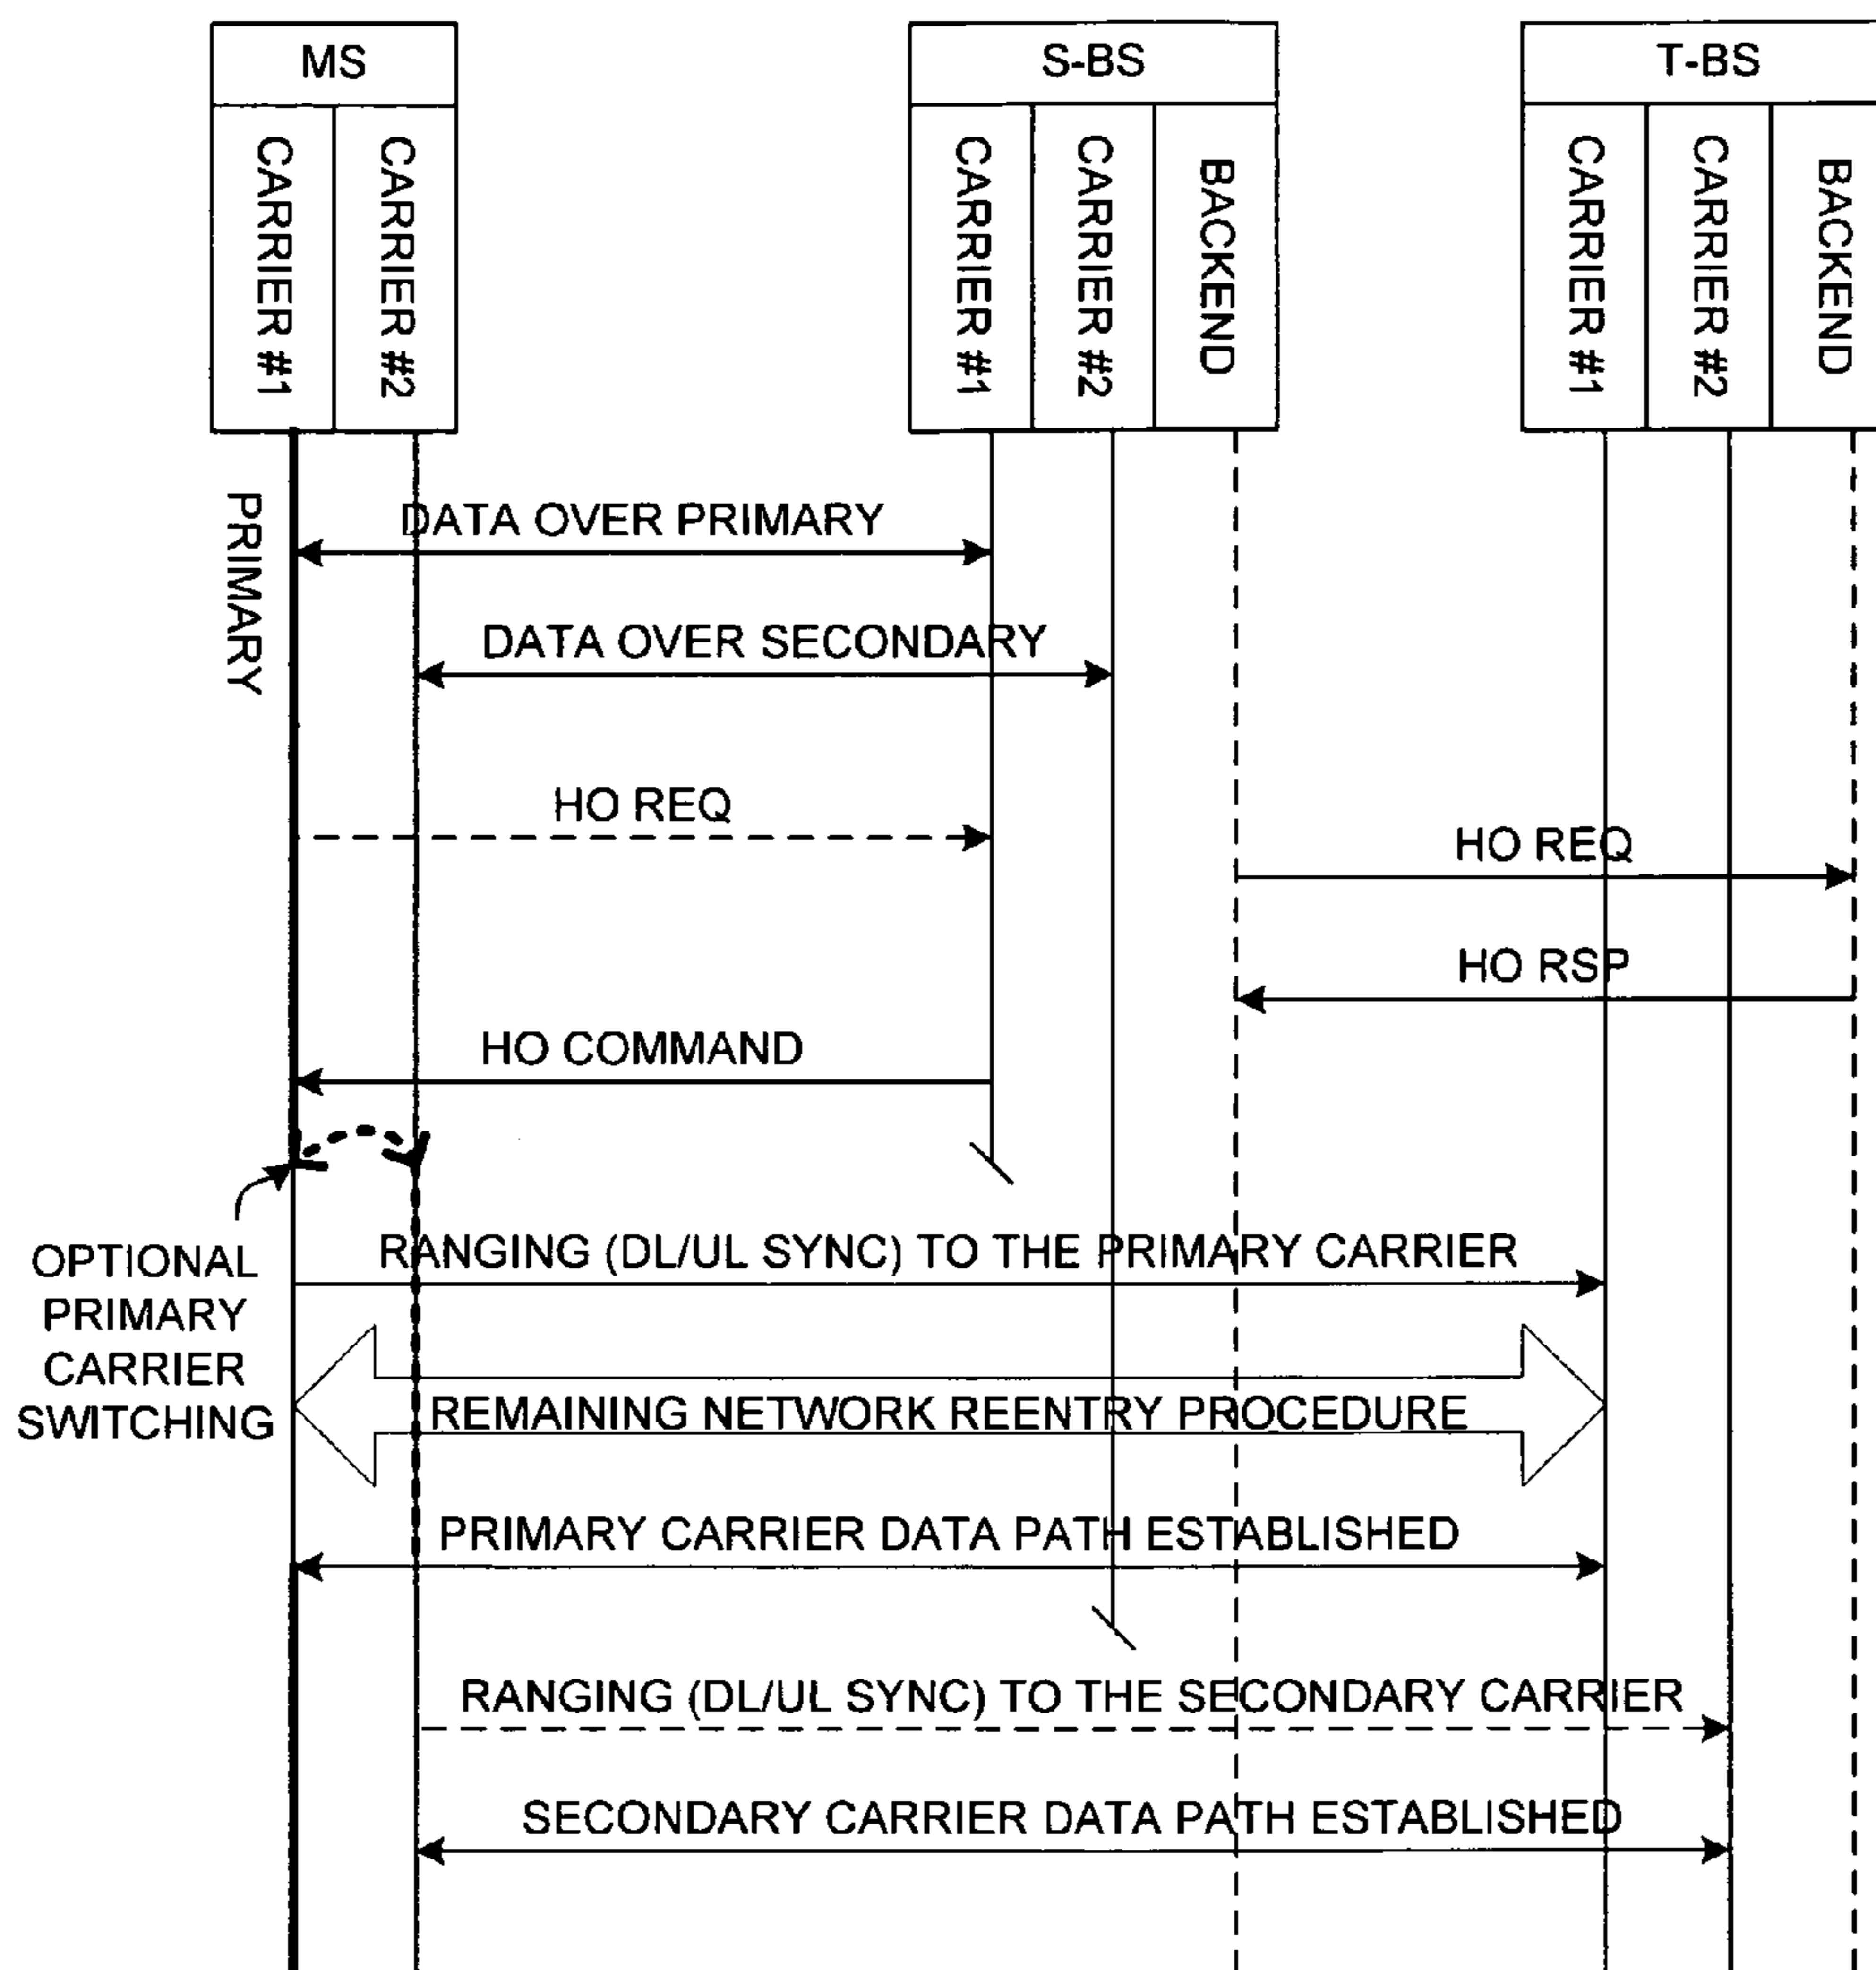 MS
S-BS
T-BS
CARRIER #1
CARRIER #2
CARRIER #1
CARRIER #2
BACKEND
CARRIER #1
CARRIER #2
BACKEND
PRIMARY
DATA OVER PRIMARY
DATA OVER SECONDARY
HO REQ
HO REQ
HO RSP
HO COMMAND
OPTIONAL
PRIMARY
CARRIER
SWITCHING
RANGING (DL/UL SYNC) TO THE PRIMARY CARRIER
REMAINING NETWORK REENTRY PROCEDURE
PRIMARY CARRIER DATA PATH ESTABLISHED
RANGING (DL/UL SYNC) TO THE SECONDARY CARRIER
SECONDARY CARRIER DATA PATH ESTABLISHED